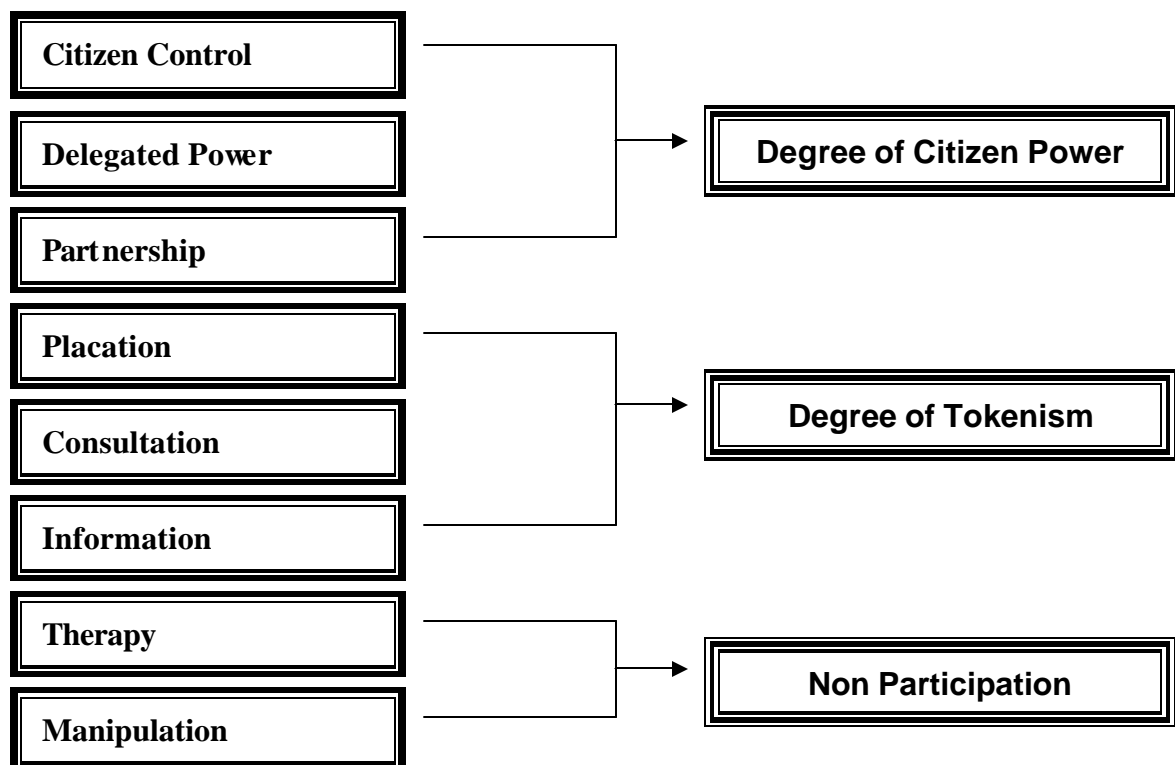 Citizen Control
Delegated Power
Partnership
Degree of Citizen Power
Placation
Consultation
Information
Degree of Tokenism
Therapy
Manipulation
Non Participation